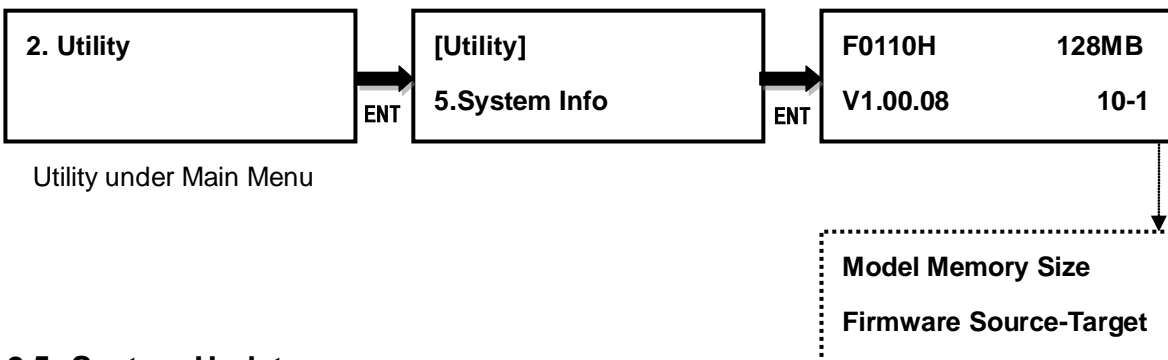 2. Utility
ENT
[Utility]
5.System Info
ENT
F0110H 128MB
V1.00.08 10-1
Utility under Main Menu
Model Memory Size
Firmware Source-Target